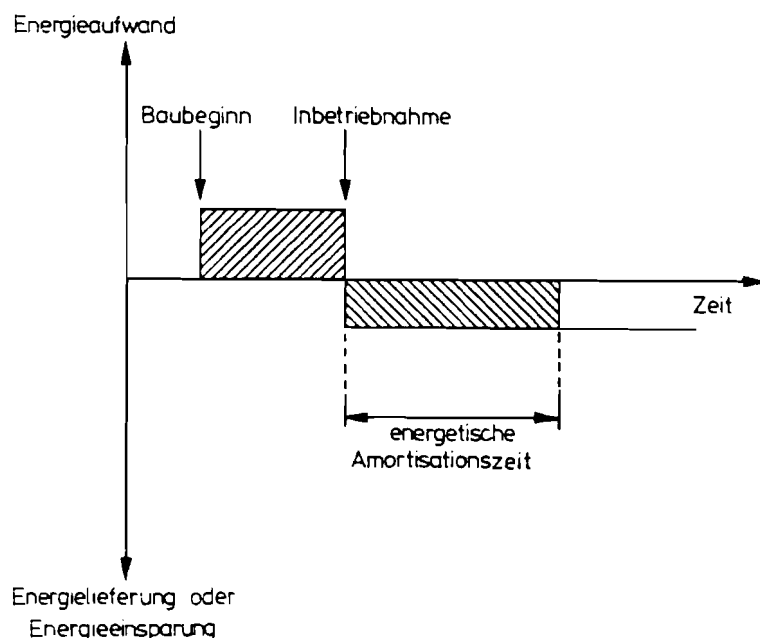 Energieaufwand
Baubeginn
Inbetriebnahme
Zeit
energetische
Amortisationszeit
Energielieferung oder
Energieeinsparung